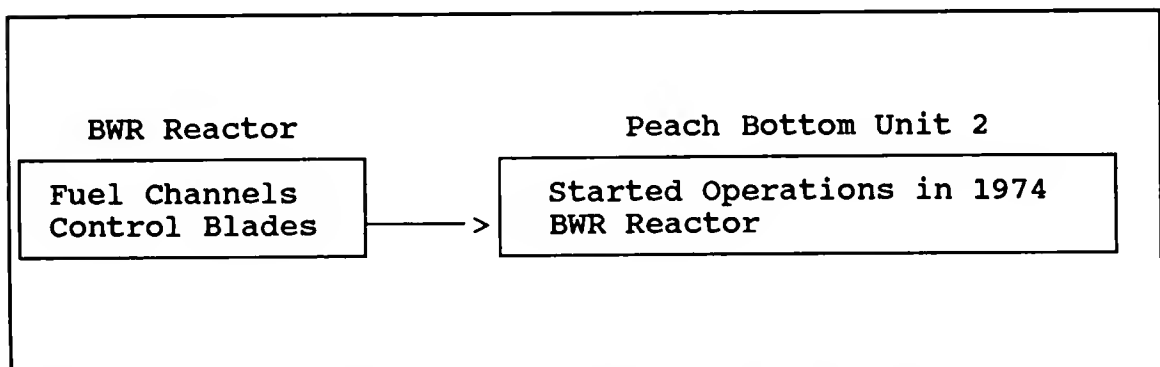 BWR Reactor
Peach Bottom Unit 2
Fuel Channels
Control Blades
Started Operations in 1974
BWR Reactor